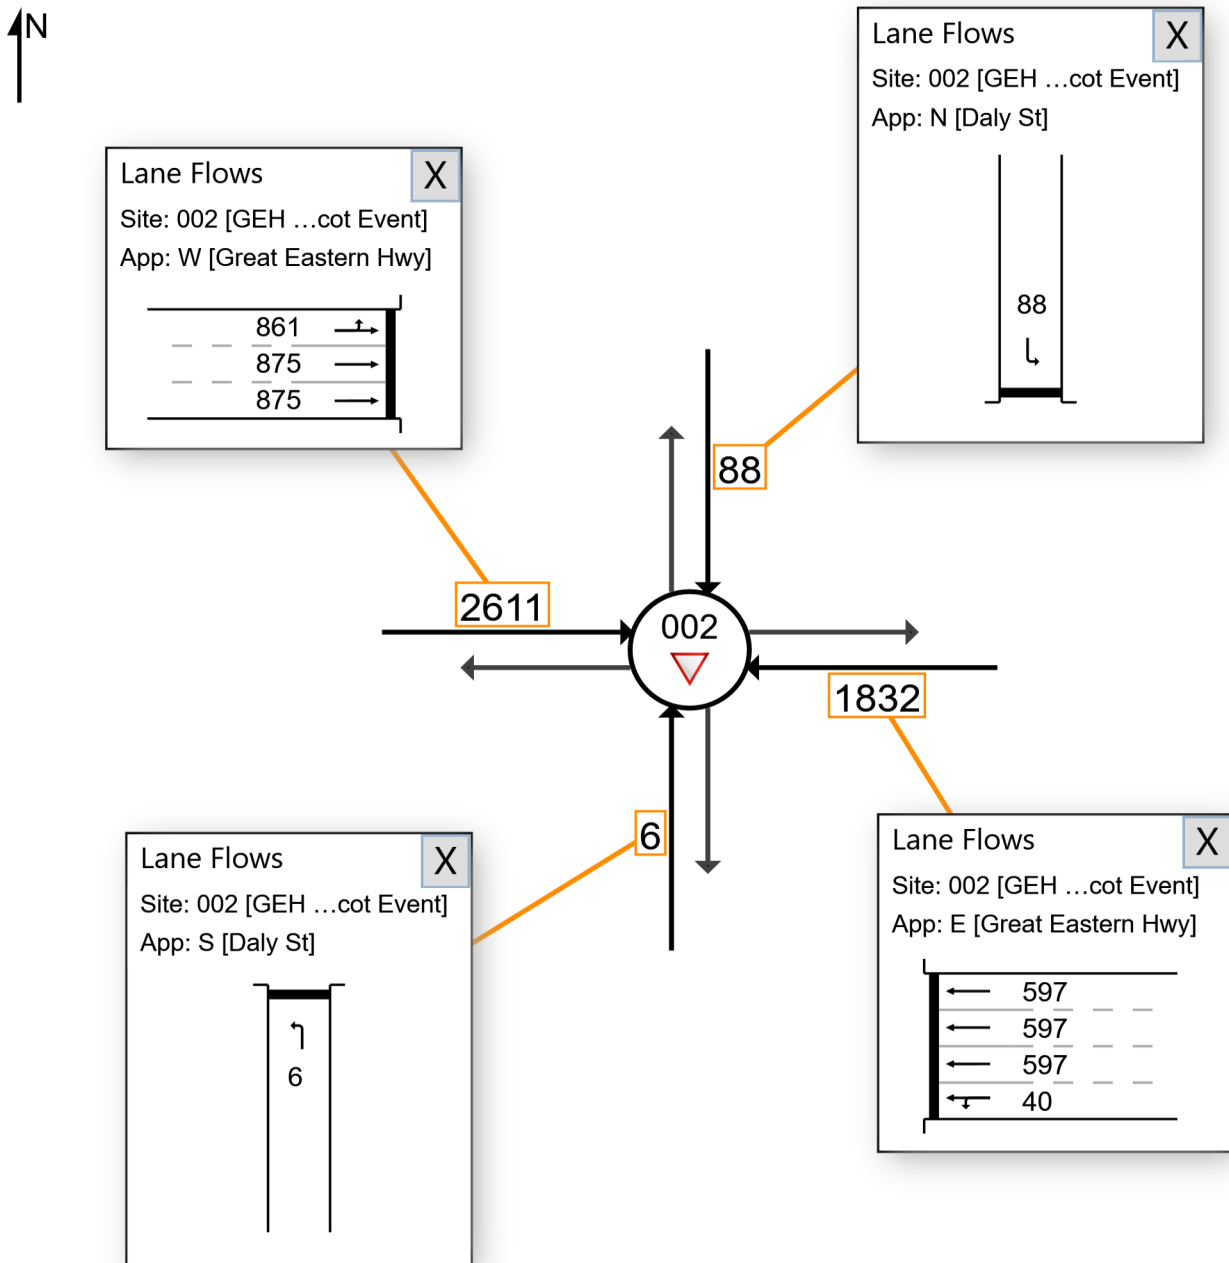 N
Lane Flows
X
Site: 002 [GEH ...cot Event]
App: N [Daly St]
88
Lane Flows
X
Site: 002 [GEH ...cot Event]
App: W [Great Eastern Hwy]
861
875
875
88
2611
002
1832
6
Lane Flows
X
Site: 002 [GEH ...cot Event]
App: S [Daly St]
6
Lane Flows
X
Site: 002 [GEH ...cot Event]
App: E [Great Eastern Hwy]
597
597
597
40